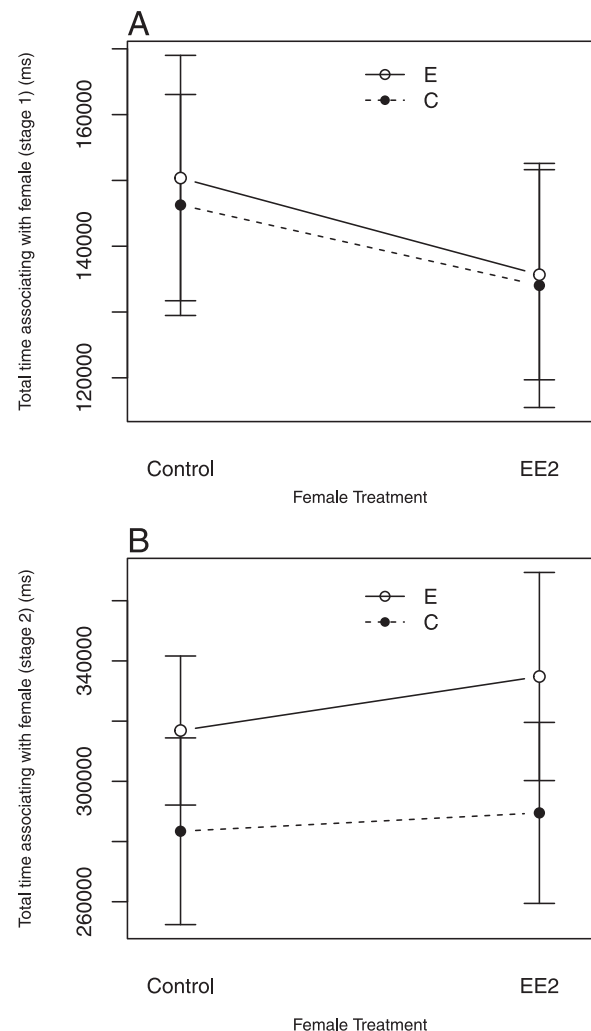 A
Total time associating with female (stage 1) (ms)
160000
140000
120000
E
C
Control
EE2
Female Treatment
B
Total time associating with female (stage 2) (ms)
340000
300000
260000
E
C
Control
EE2
Female Treatment